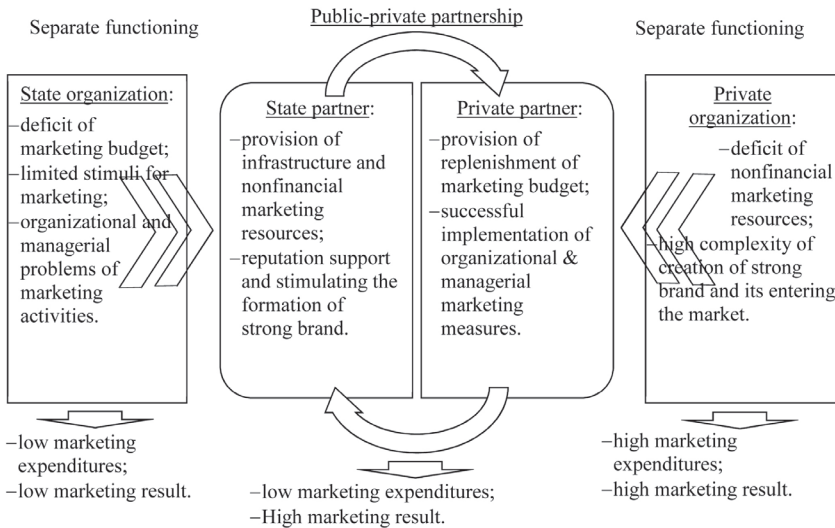 Public-private partnership
Separate functioning
Separate functioning
State organization:
–deficit of
marketing budget;
–limited stimuli for
marketing;
–organizational and
managerial
problems of
marketing
activities.
State partner:
–provision of
infrastructure and
nonfinancial
marketing
resources;
–reputation support
and stimulating the
formation of
strong brand.
Private partner:
–provision of
replenishment of
marketing budget;
–successful
implementation of
organizational &
managerial
marketing
measures.
Private
organization:
–deficit of
nonfinancial
marketing
resources;
–high complexity of
creation of strong
brand and its entering
the market.
–low marketing
expenditures;
–low marketing result.
–low marketing expenditures;
–High marketing result.
–high marketing
expenditures;
–high marketing result.